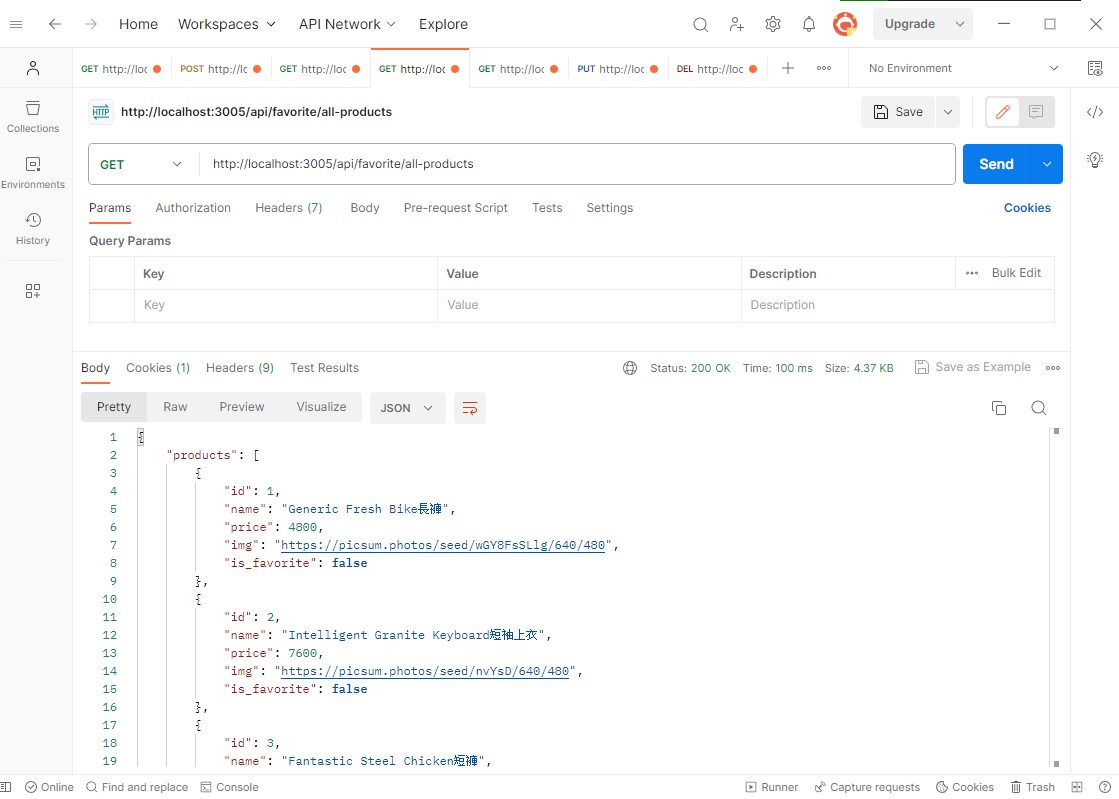 Home Workspaces API Network Explore Upgrade
GET http://loc POST http://lc GET http://loc GET http://loc GET http://loc PUT http://loc DEL http://loc No Environment
HTTP http://localhost:3005/api/favorite/all-products Save
Collections
Environments
History
GET http://localhost:3005/api/favorite/all-products Send
Params Authorization Headers (7) Body Pre-request Script Tests Settings Cookies
Query Params
Key Value Description Bulk Edit
Key Value Description
Body Cookies (1) Headers (9) Test Results Status: 200 OK Time: 100 ms Size: 4.37 KB Save as Example
Pretty Raw Preview Visualize JSON
1 {
2 "products": [
3 {
4 "id": 1,
5 "name": "Generic Fresh Bike長褲",
6 "price": 4800,
7 "img": "https://picsum.photos/seed/wGY8FsSLlg/640/480",
8 "is_favorite": false
9 },
10 {
11 "id": 2,
12 "name": "Intelligent Granite Keyboard短袖上衣",
13 "price": 7600,
14 "img": "https://picsum.photos/seed/nvYsD/640/480",
15 "is_favorite": false
16 },
17 {
18 "id": 3,
19 "name": "Fantastic Steel Chicken短褲",
Online Find and replace Console Runner Capture requests Cookies Trash